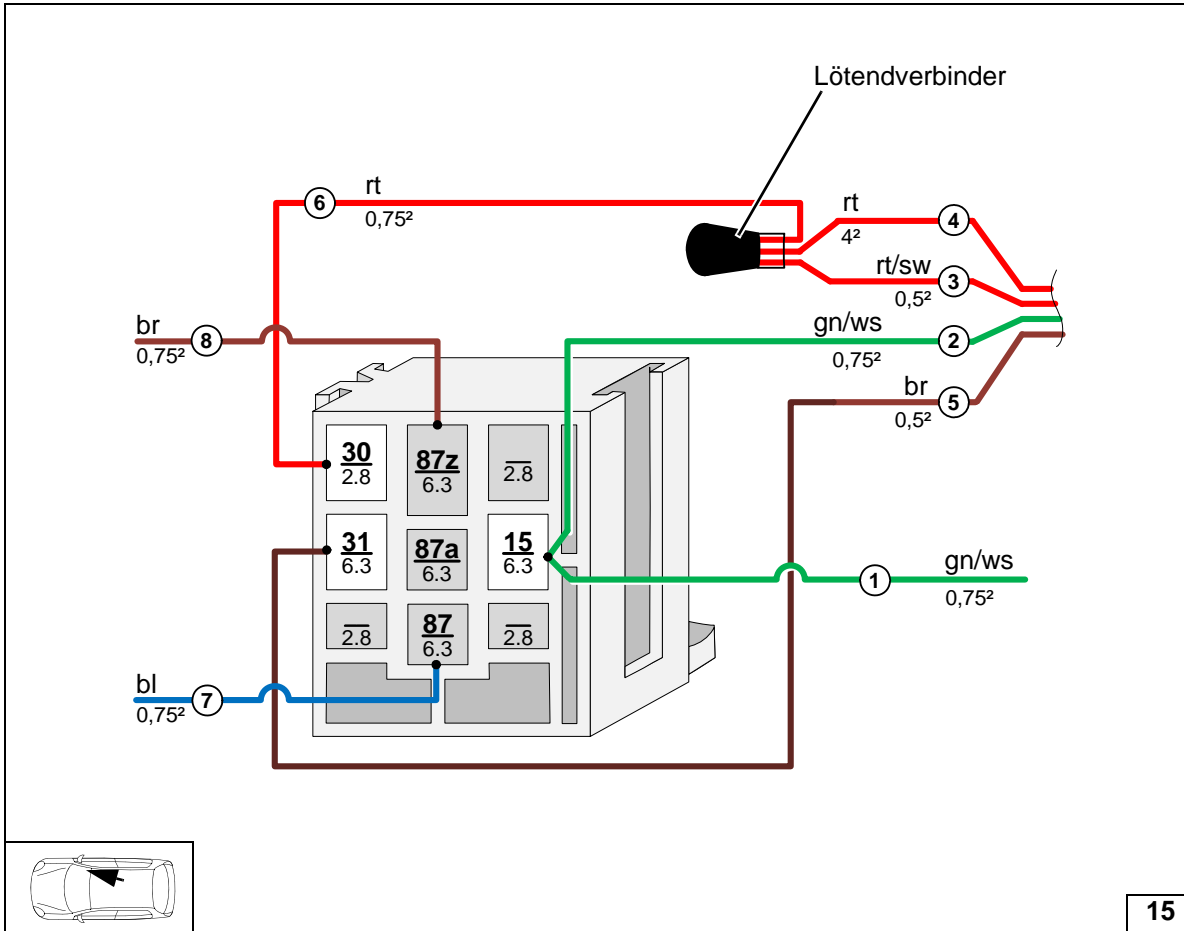 Lötendverbinder
6
rt
0,75²
rt
4²
4
rt/sw
0,5²
3
br
0,75²
8
gn/ws
0,75²
2
br
0,5²
5
30
2.8
87z
6.3
2.8
31
6.3
87a
6.3
15
6.3
gn/ws
0,75²
1
2.8
87
6.3
2.8
bl
0,75²
7
15